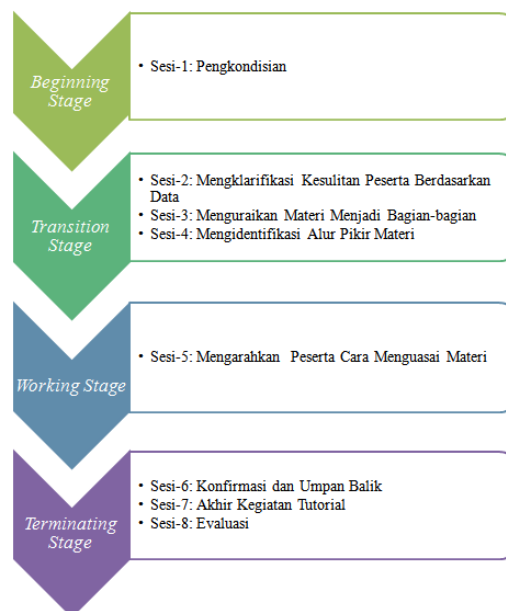 Beginning
Stage
• Sesi-1: Pengkondisian
Transition
Stage
• Sesi-2: Mengklarifikasi Kesulitan Peserta Berdasarkan
Data
• Sesi-3: Menguraikan Materi Menjadi Bagian-bagian
• Sesi-4: Mengidentifikasi Alur Pikir Materi
Working Stage
• Sesi-5: Mengarahkan Peserta Cara Menguasai Materi
Terminating
Stage
• Sesi-6: Konfirmasi dan Umpan Balik
• Sesi-7: Akhir Kegiatan Tutorial
• Sesi-8: Evaluasi